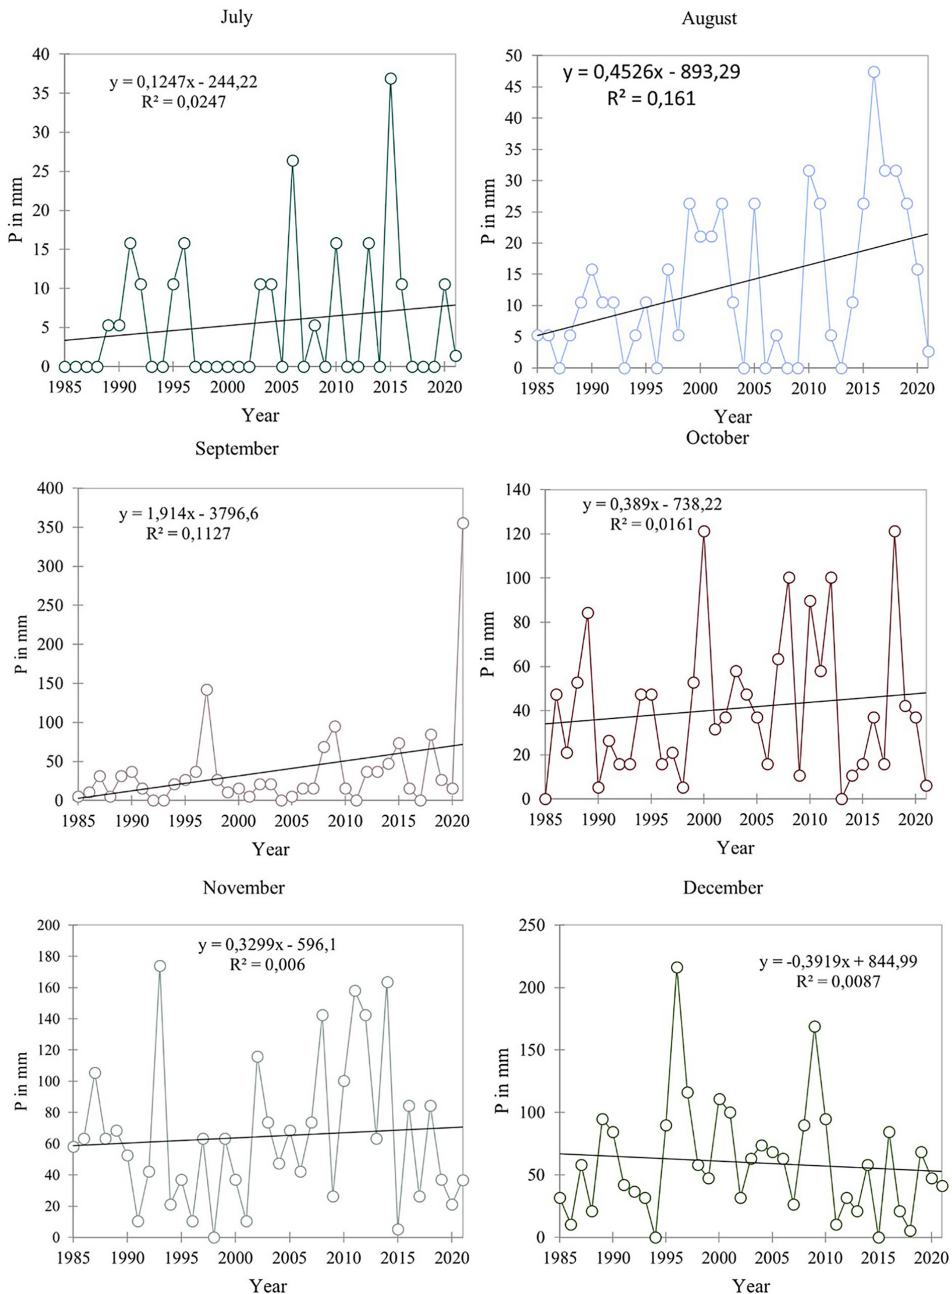 July
y = 0,1247x - 244,22
R² = 0,0247
P in mm
40
35
30
25
20
15
10
5
0
1985 1990 1995 2000 2005 2010 2015 2020
Year
August
y = 0,4526x - 893,29
R² = 0,161
P in mm
50
45
40
35
30
25
20
15
10
5
0
1985 1990 1995 2000 2005 2010 2015 2020
Year
September
y = 1,914x - 3796,6
R² = 0,1127
P in mm
400
350
300
250
200
150
100
50
0
1985 1990 1995 2000 2005 2010 2015 2020
Year
October
y = 0,389x - 738,22
R² = 0,0161
P in mm
140
120
100
80
60
40
20
0
1985 1990 1995 2000 2005 2010 2015 2020
Year
November
y = 0,3299x - 596,1
R² = 0,006
P in mm
200
180
160
140
120
100
80
60
40
20
0
1985 1990 1995 2000 2005 2010 2015 2020
Year
December
y = -0,3919x + 844,99
R² = 0,0087
P in mm
250
200
150
100
50
0
1985 1990 1995 2000 2005 2010 2015 2020
Year